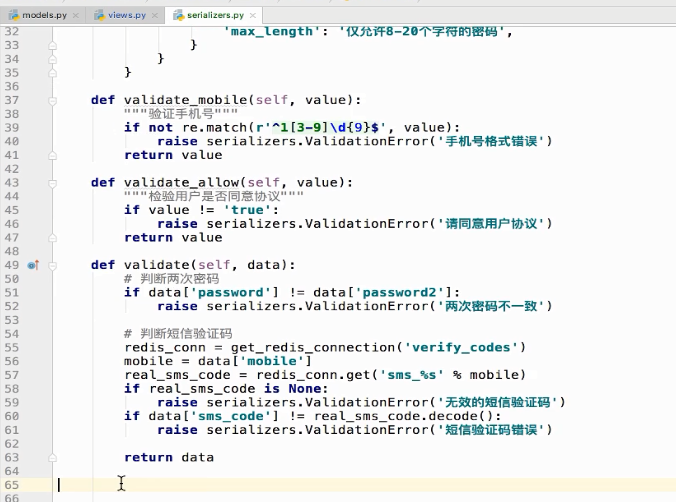 models.py × views.py × serializers.py ×
32 'max_length': '仅允许8-20个字符的密码',
33 }
34 }
35 }
36
37 def validate_mobile(self, value):
38 """验证手机号"""
39 if not re.match(r'^1[3-9]\d{9}$', value):
40 raise serializers.ValidationError('手机号格式错误')
41 return value
42
43 def validate_allow(self, value):
44 """检验用户是否同意协议"""
45 if value != 'true':
46 raise serializers.ValidationError('请同意用户协议')
47 return value
48
49 def validate(self, data):
50 # 判断两次密码
51 if data['password'] != data['password2']:
52 raise serializers.ValidationError('两次密码不一致')
53
54 # 判断短信验证码
55 redis_conn = get_redis_connection('verify_codes')
56 mobile = data['mobile']
57 real_sms_code = redis_conn.get('sms_%s' % mobile)
58 if real_sms_code is None:
59 raise serializers.ValidationError('无效的短信验证码')
60 if data['sms_code'] != real_sms_code.decode():
61 raise serializers.ValidationError('短信验证码错误')
62
63 return data
64
65
66